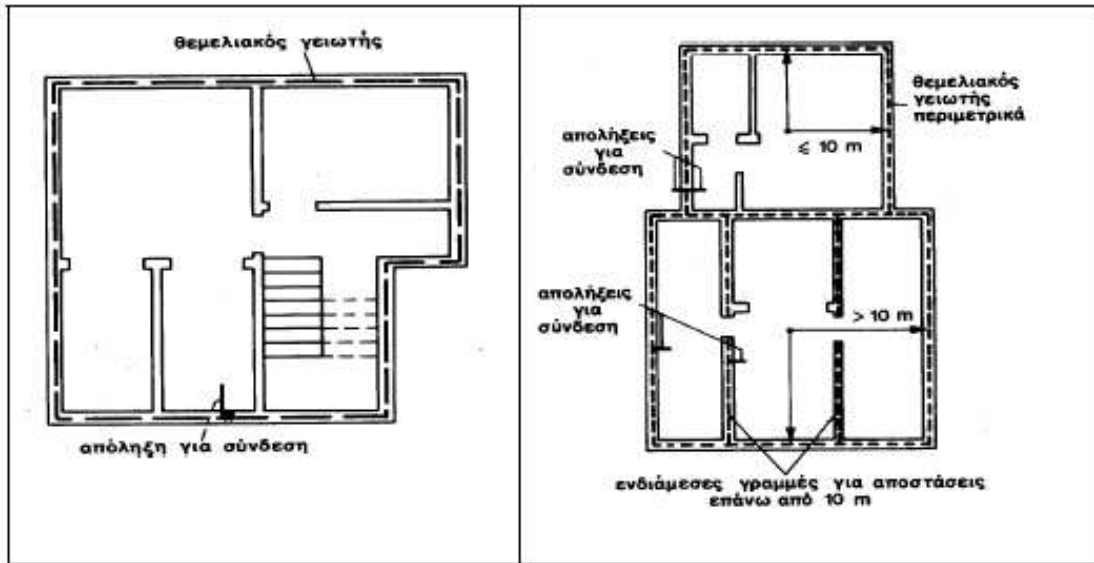 θεμελιακός γειωτής
απόληξη για σύνδεση
θεμελιακός
γειωτής
περιμετρικά
απολήξεις
για
σύνδεση
≤ 10 m
απολήξεις
για
σύνδεση
> 10 m
ενδιάμεσες γραμμές για αποστάσεις
επάνω από 10 m